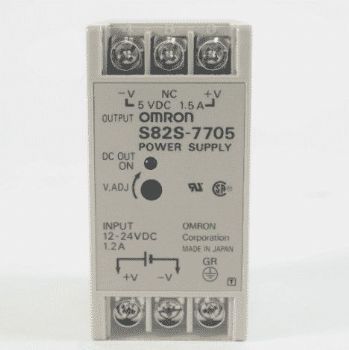 -V NC +V
5 VDC 1.5 A
OUTPUT OMRON
S82S-7705
POWER SUPPLY
DC OUT
ON
V.ADJ
INPUT
12-24VDC
1.2A
OMRON
Corporation
MADE IN JAPAN
+V -V
GR
T